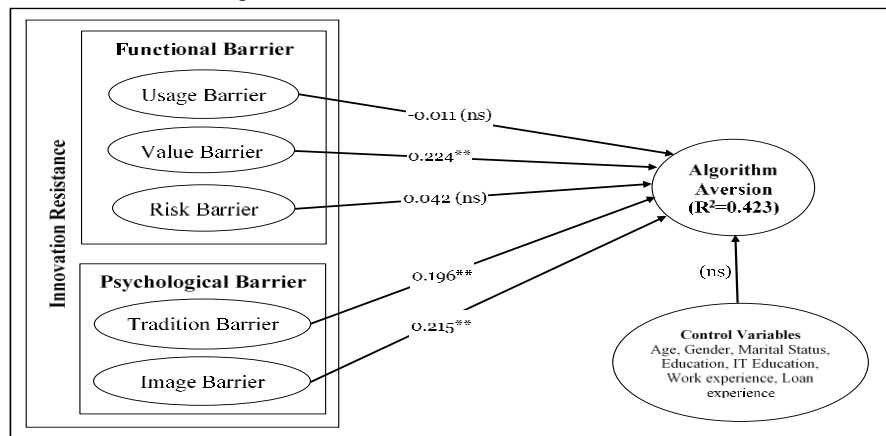 Innovation Resistance
Functional Barrier
Usage Barrier
Value Barrier
Risk Barrier
Psychological Barrier
Tradition Barrier
Image Barrier
-0.011 (ns)
0.224**
0.042 (ns)
0.196**
0.215**
Algorithm
Aversion
(R²=0.423)
(ns)
Control Variables
Age, Gender, Marital Status,
Education, IT Education,
Work experience, Loan
experience